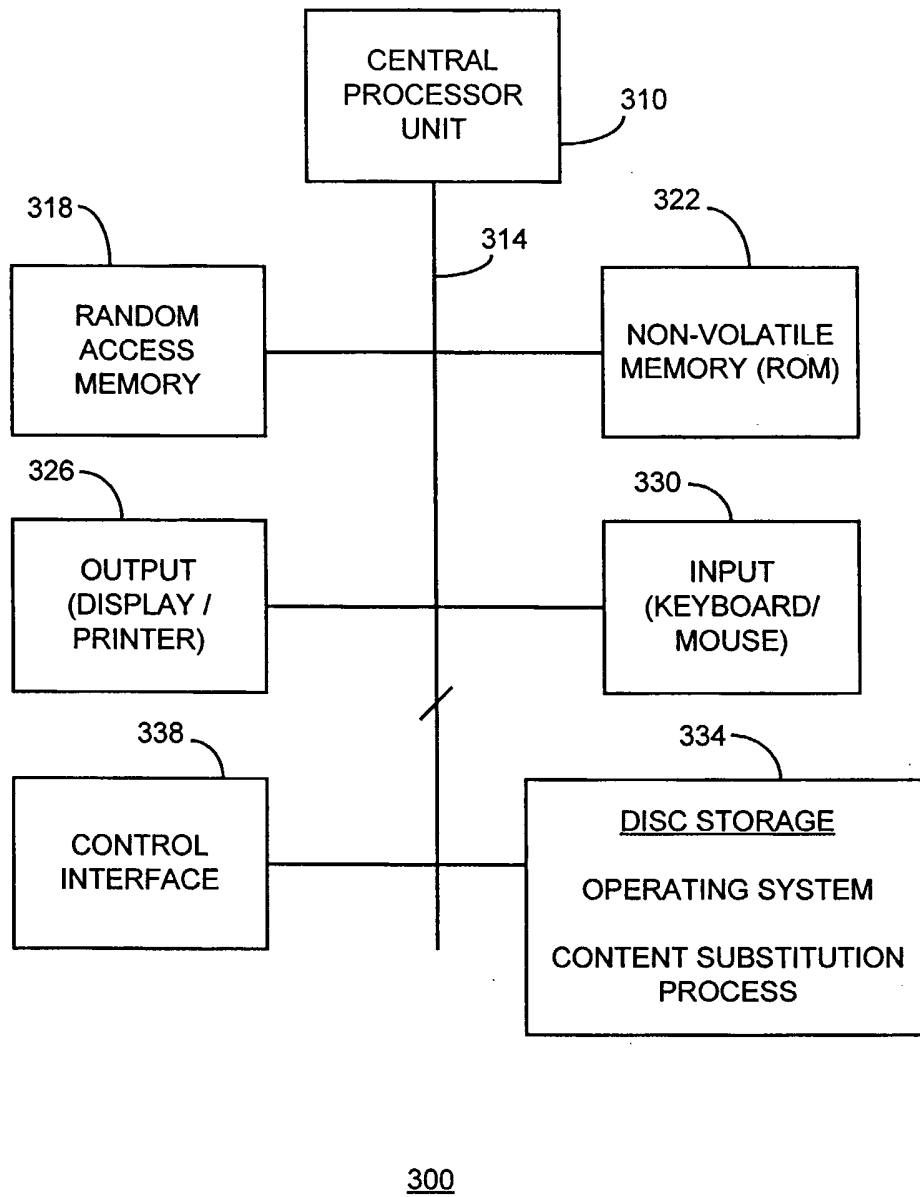 CENTRAL
PROCESSOR
UNIT
310
318
322
314
RANDOM
ACCESS
MEMORY
NON-VOLATILE
MEMORY (ROM)
326
330
OUTPUT
(DISPLAY /
PRINTER)
INPUT
(KEYBOARD/
MOUSE)
338
334
CONTROL
INTERFACE
DISC STORAGE
OPERATING SYSTEM
CONTENT SUBSTITUTION
PROCESS
300